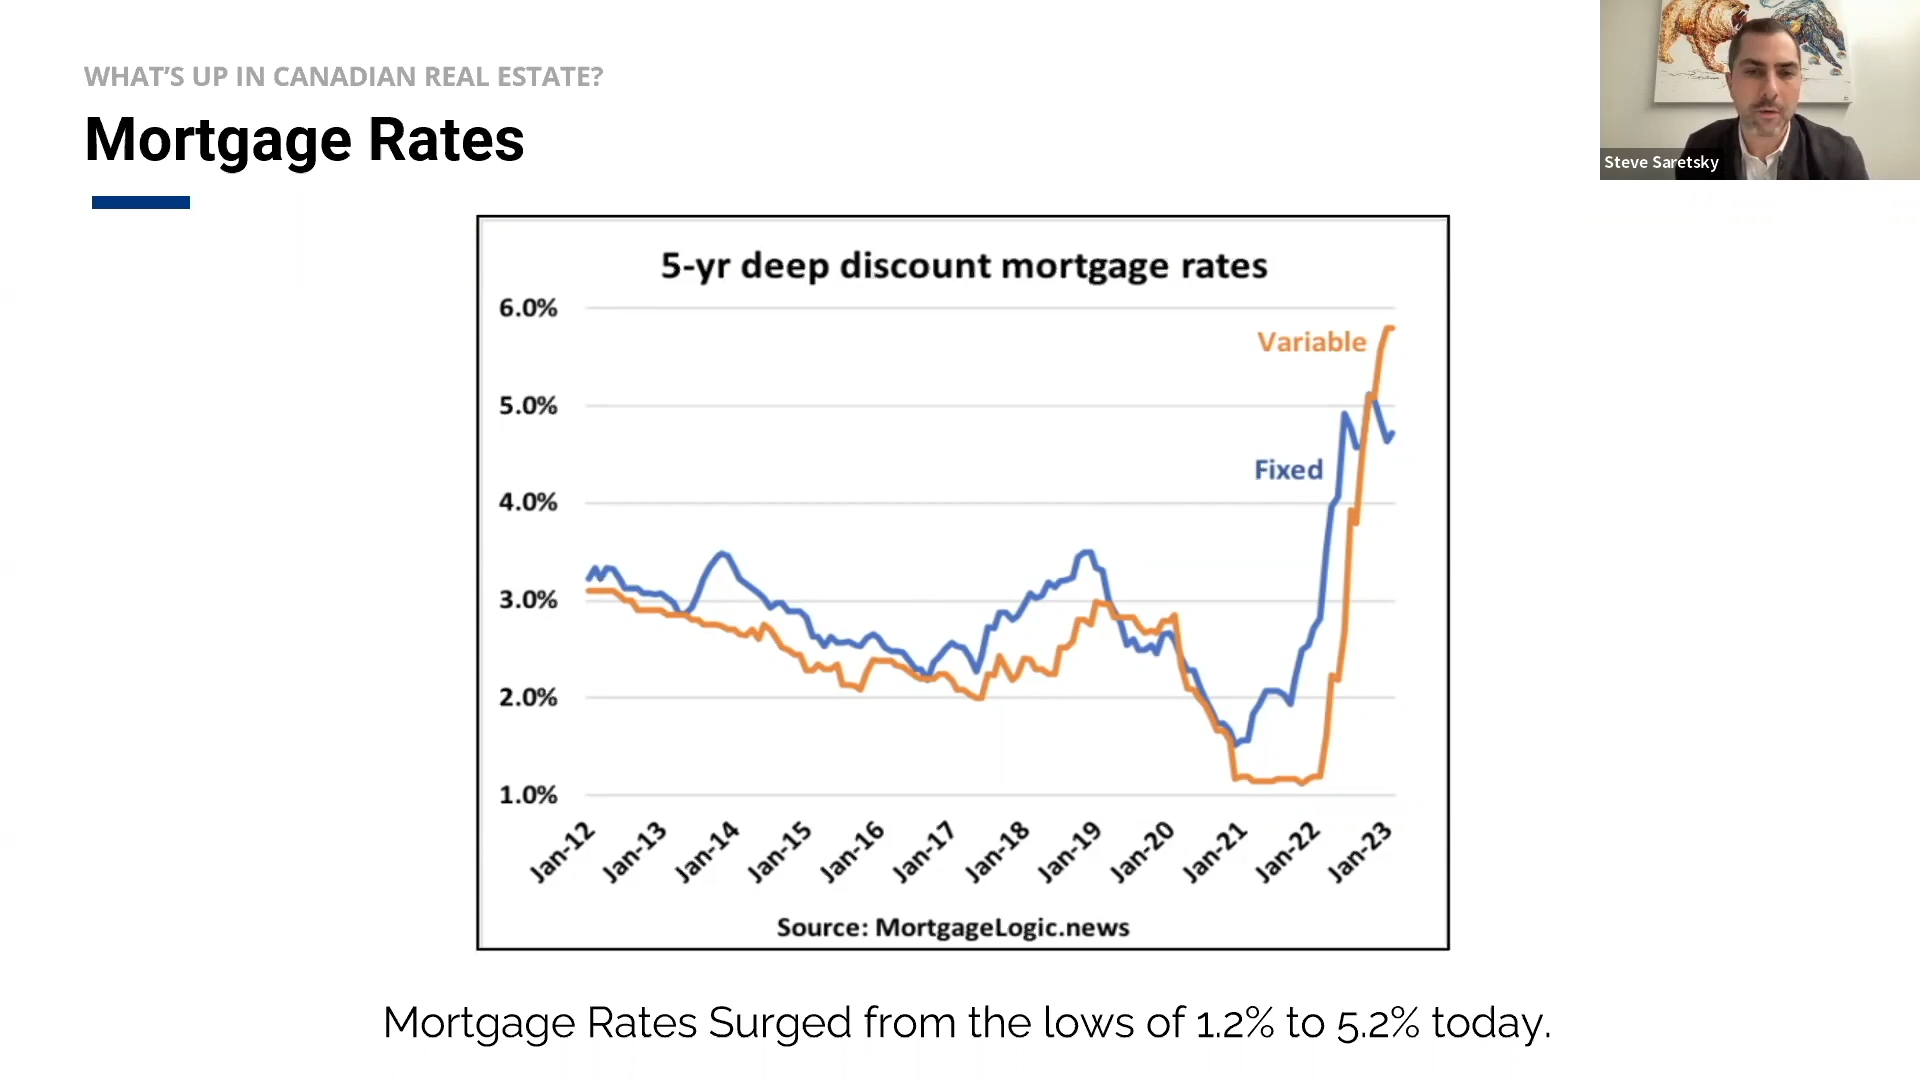 WHAT’S UP IN CANADIAN REAL ESTATE?
Mortgage Rates
Steve Saretsky
5-yr deep discount mortgage rates
6.0%
Variable
5.0%
Fixed
4.0%
3.0%
2.0%
1.0%
Jan-12 Jan-13 Jan-14 Jan-15 Jan-16 Jan-17 Jan-18 Jan-19 Jan-20 Jan-21 Jan-22 Jan-23
Source: MortgageLogic.news
Mortgage Rates Surged from the lows of 1.2% to 5.2% today.